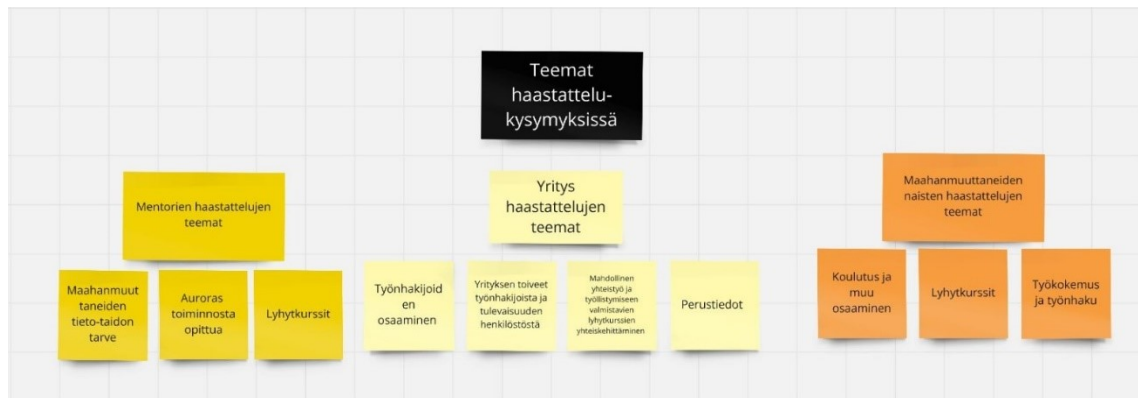 Teemat
haastattelu-
kysymyksissä
Mentorien haastattelujen
teemat
Maahanmuut
taneiden
tieto-taidon
tarve
Auroras
toiminnosta
opittua
Lyhytkurssit
Yritys
haastattelujen
teemat
Työnhakijoid
en
osaaminen
Yrityksen toiveet
työnhakijoista ja
tulevaisuuden
henkilöstöstä
Mahdollinen
yhteistyö ja
työllistymiseen
valmistavien
lyhytkurssien
yhteiskehittäminen
Perustiedot
Maahanmuuttaneiden
naisten haastattelujen
teemat
Koulutus ja
muu
osaaminen
Lyhytkurssit
Työkokemus
ja työnhaku